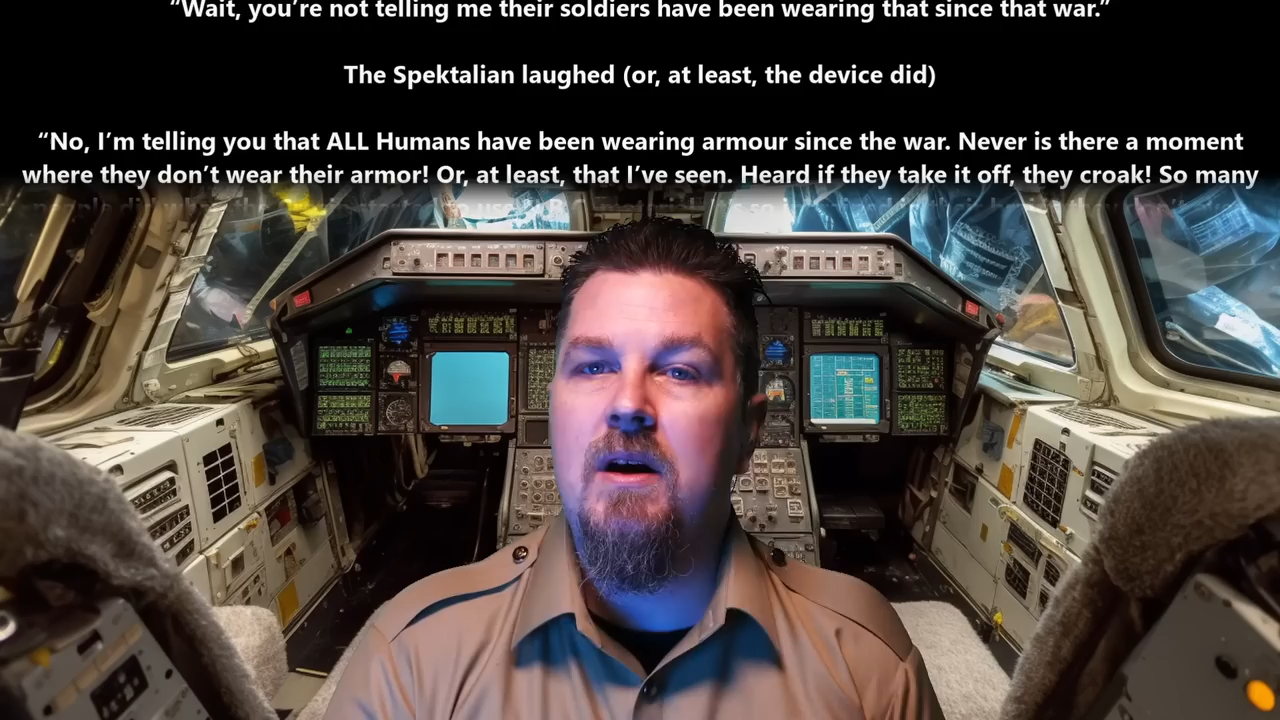 “Wait, you’re not telling me their soldiers have been wearing that since that war.”
The Spektalian laughed (or, at least, the device did)
“No, I’m telling you that ALL Humans have been wearing armour since the war. Never is there a moment
where they don’t wear their armor! Or, at least, that I’ve seen. Heard if they take it off, they croak! So many